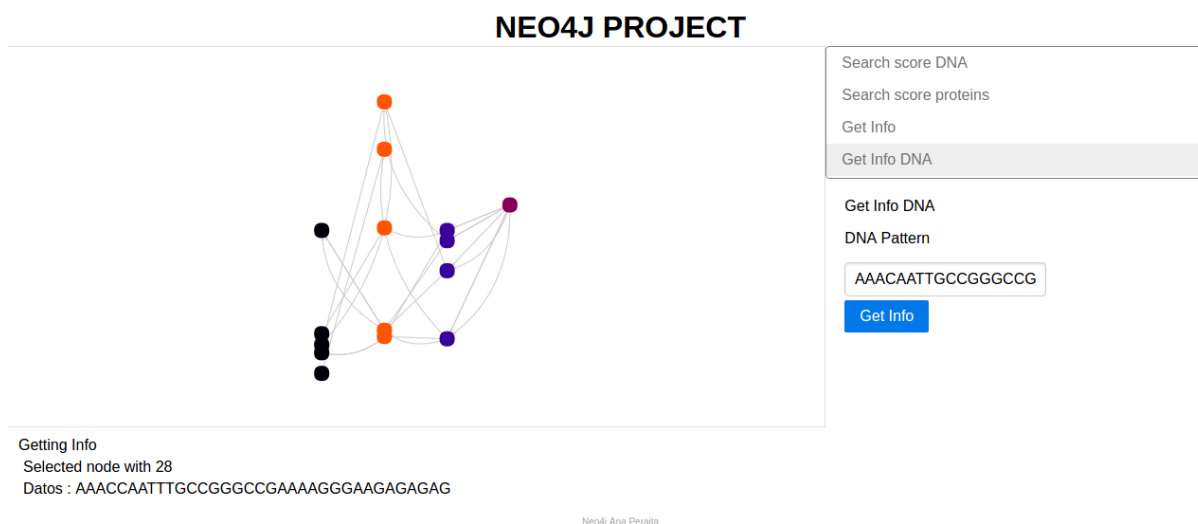 NEO4J PROJECT
Search score DNA
Search score proteins
Get Info
Get Info DNA
Get Info DNA
DNA Pattern
AAACAATTGCCGGGCCG
Get Info
Getting Info
Selected node with 28
Datos : AAACCAATTTGCCGGGCCGAAAAGGGAAGAGAGAG
Neo4j Ana Peraita